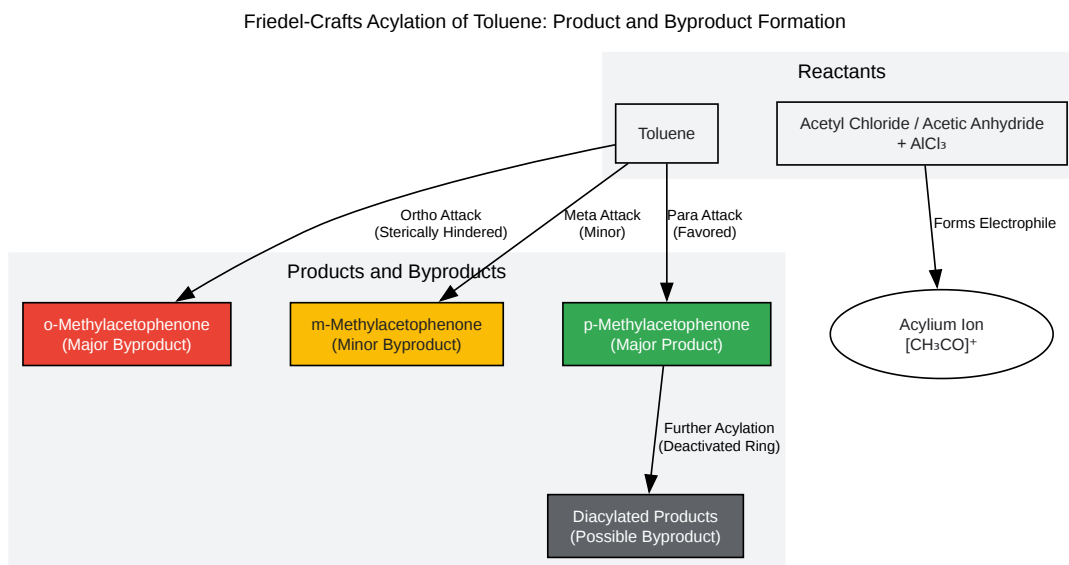 Friedel-Crafts Acylation of Toluene: Product and Byproduct Formation
Reactants
Toluene
Acetyl Chloride / Acetic Anhydride
+ AlCl₃
Ortho Attack
(Sterically Hindered)
Meta Attack
(Minor)
Para Attack
(Favored)
Forms Electrophile
Products and Byproducts
o-Methylacetophenone
(Major Byproduct)
m-Methylacetophenone
(Minor Byproduct)
p-Methylacetophenone
(Major Product)
Acylium Ion
[CH₃CO]⁺
Further Acylation
(Deactivated Ring)
Diacylated Products
(Possible Byproduct)